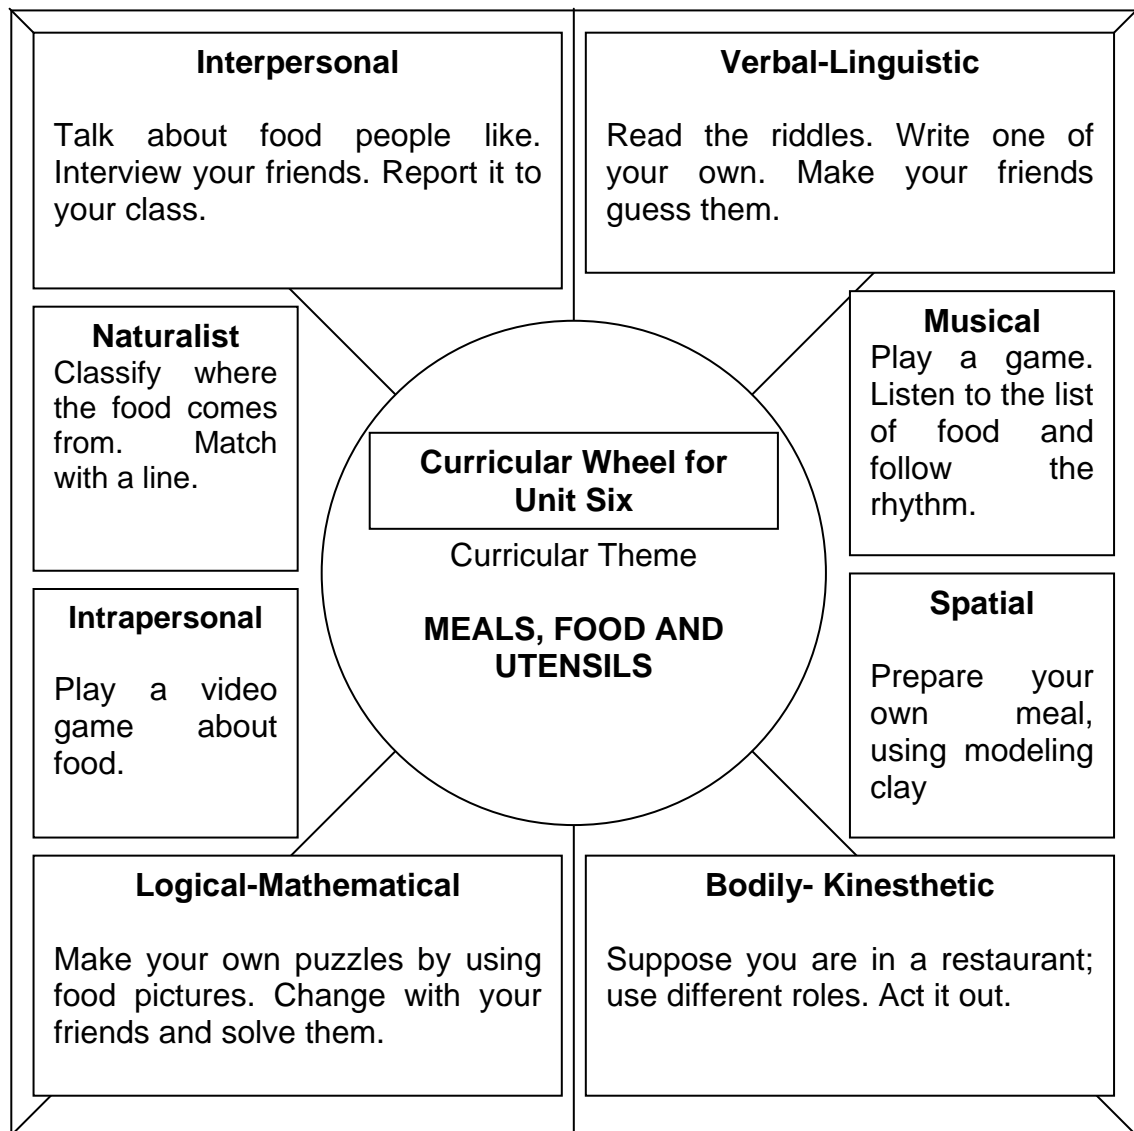 Interpersonal
Talk about food people like.
Interview your friends. Report it to
your class.
Verbal-Linguistic
Read the riddles. Write one of
your own. Make your friends
guess them.
Naturalist
Classify where
the food comes
from. Match
with a line.
Musical
Play a game.
Listen to the list
of food and
follow the
rhythm.
Curricular Wheel for
Unit Six
Curricular Theme
MEALS, FOOD AND
UTENSILS
Intrapersonal
Play a video
game about
food.
Spatial
Prepare your
own meal,
using modeling
clay
Logical-Mathematical
Make your own puzzles by using
food pictures. Change with your
friends and solve them.
Bodily- Kinesthetic
Suppose you are in a restaurant;
use different roles. Act it out.